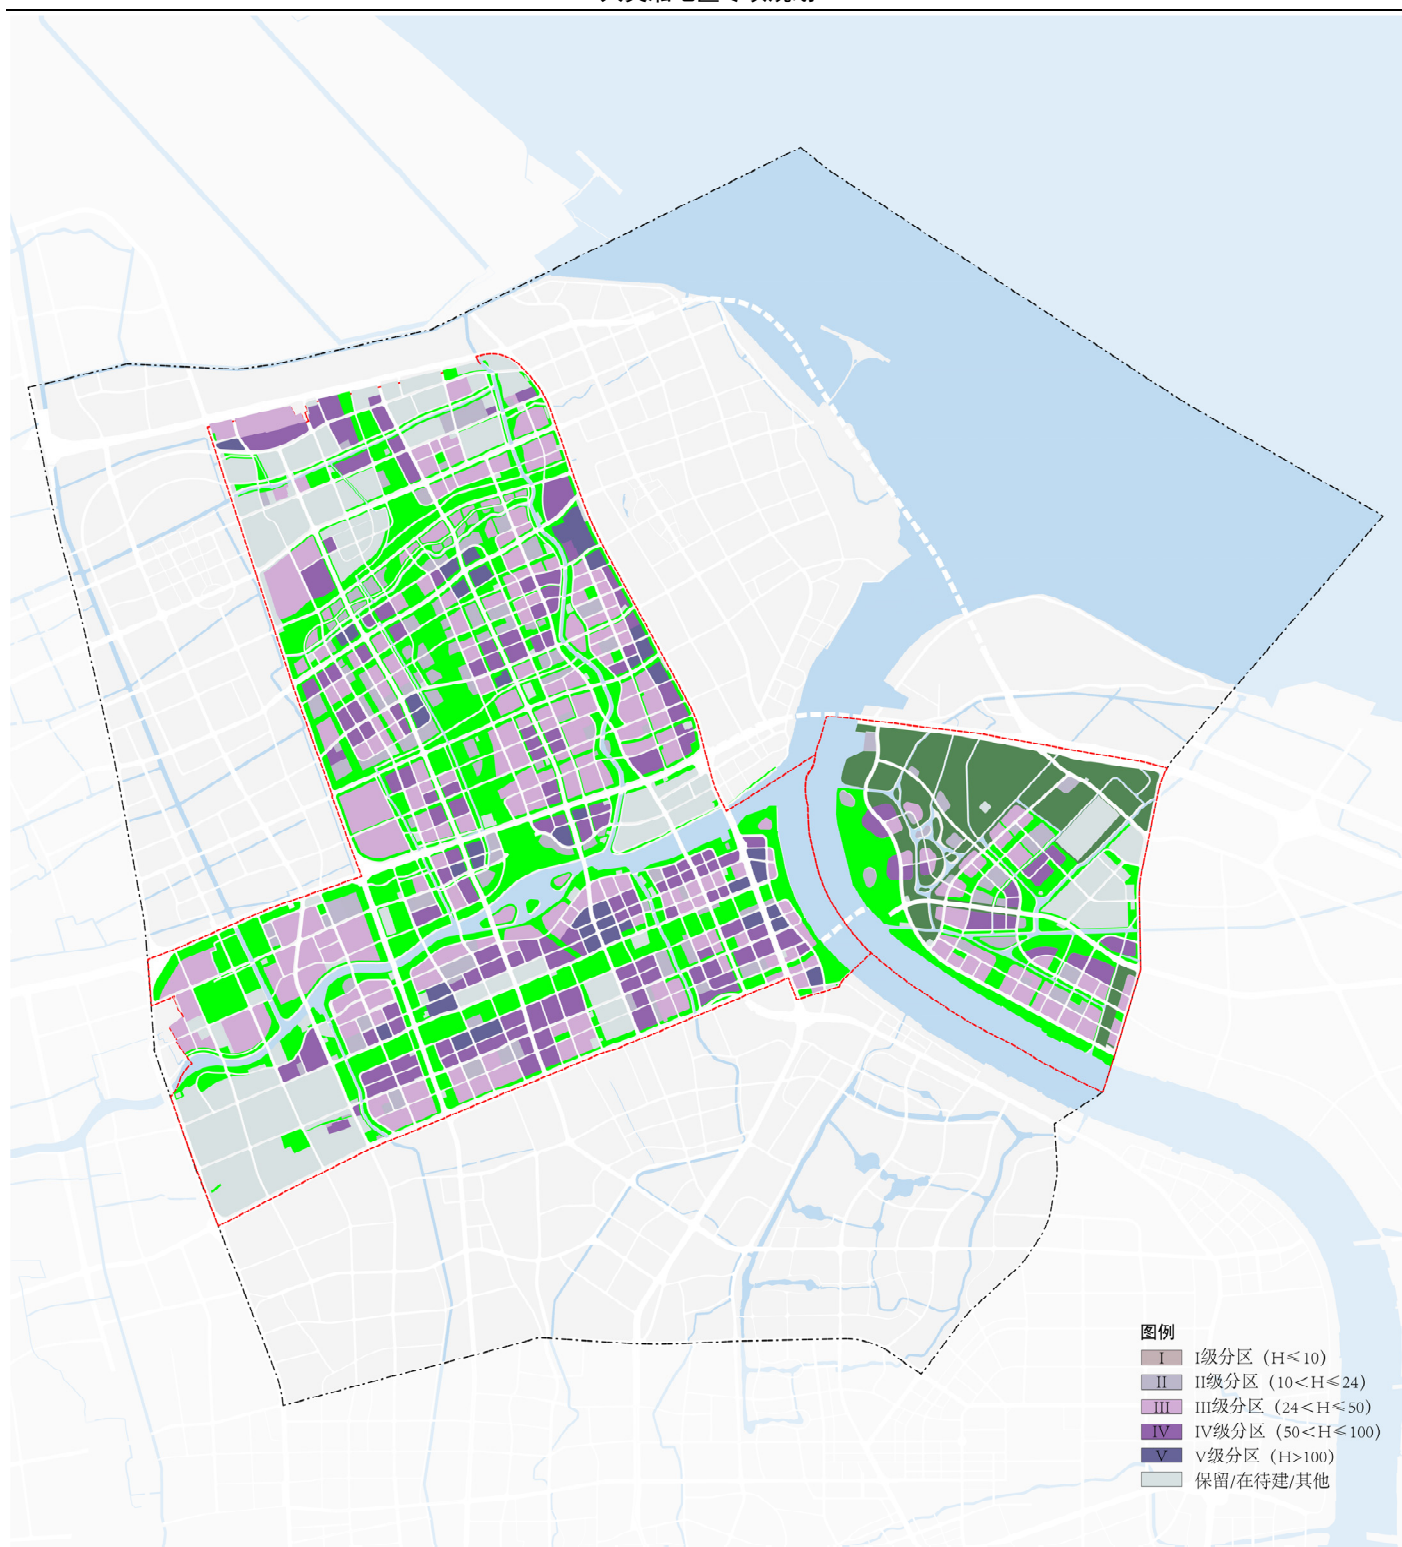 图例
I I级分区（H≤10）
II II级分区（10<H≤24）
III III级分区（24<H≤50）
IV IV级分区（50<H≤100）
V V级分区（H>100）
保留/在待建/其他